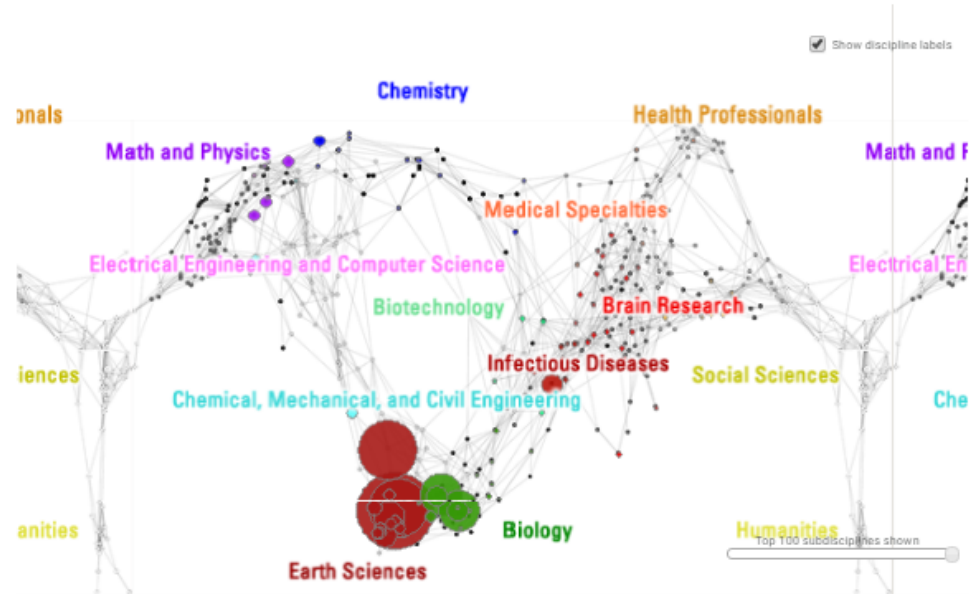 Show discipline labels
Chemistry
onals
Health Professionals
Math and Physics
Math and F
Medical Specialties
Electrical Engineering and Computer Science
Electrical En
Biotechnology
Brain Research
Infectious Diseases
iences
Social Sciences
Chemical, Mechanical, and Civil Engineering
Che
anities
Biology
Humanities
Top 100 subdisciplines shown
Earth Sciences